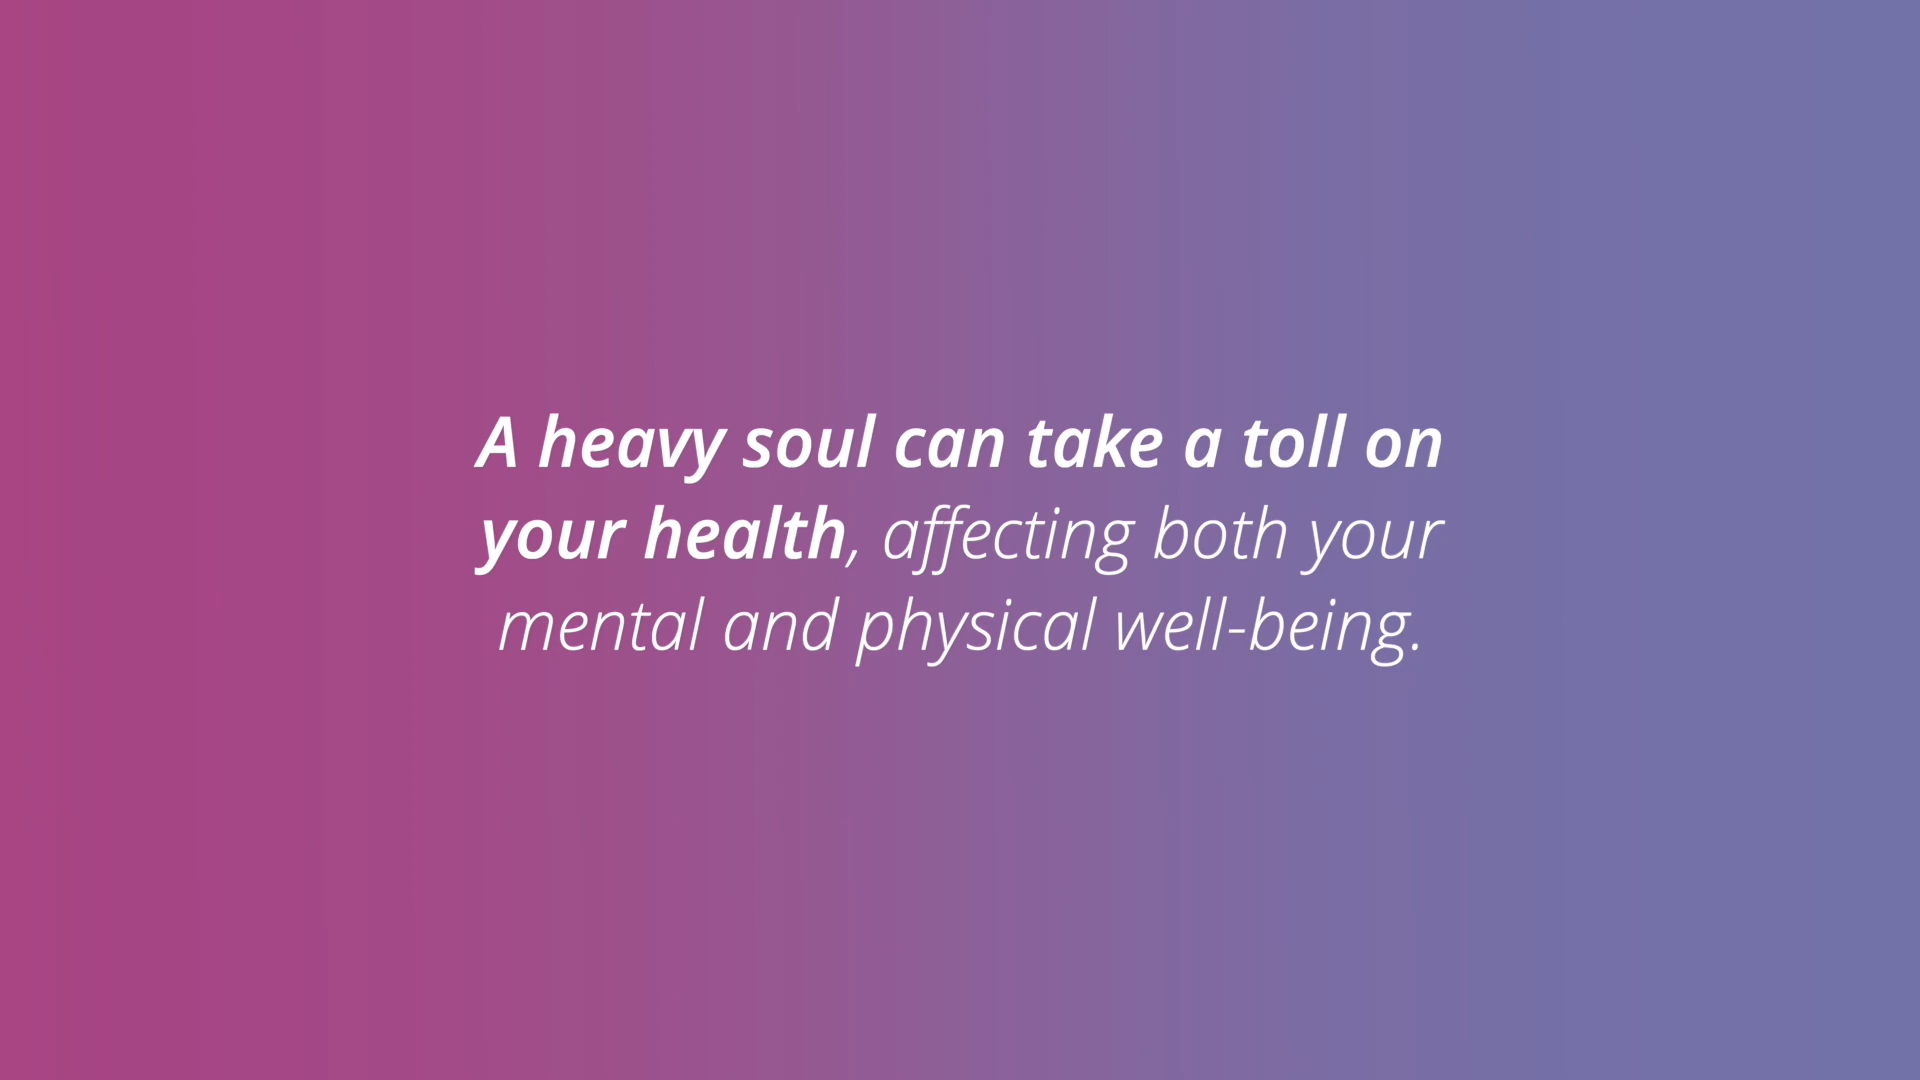 A heavy soul can take a toll on
your health, affecting both your
mental and physical well-being.